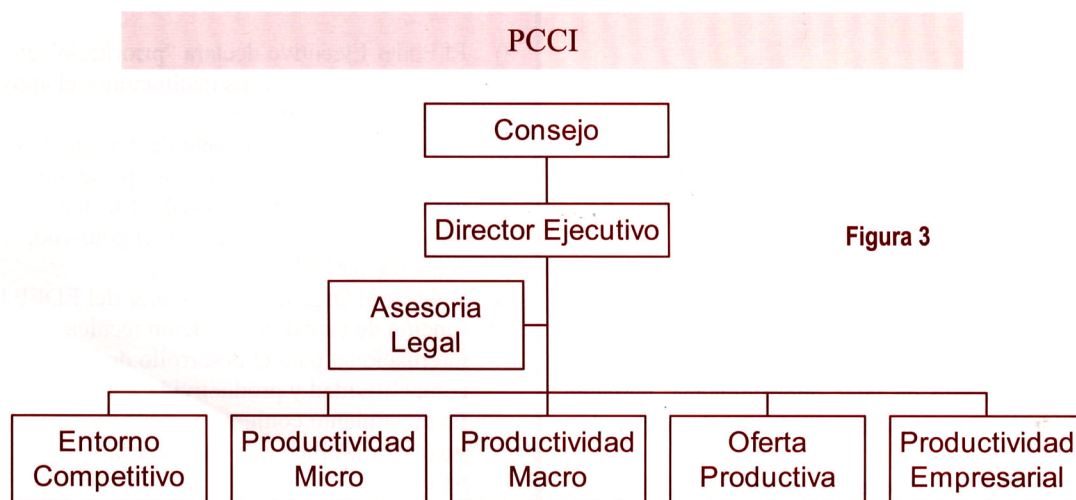 PCCI
Consejo
Director Ejecutivo
Figura 3
Asesoria
Legal
Entorno
Competitivo
Productividad
Micro
Productividad
Macro
Oferta
Productiva
Productividad
Empresarial